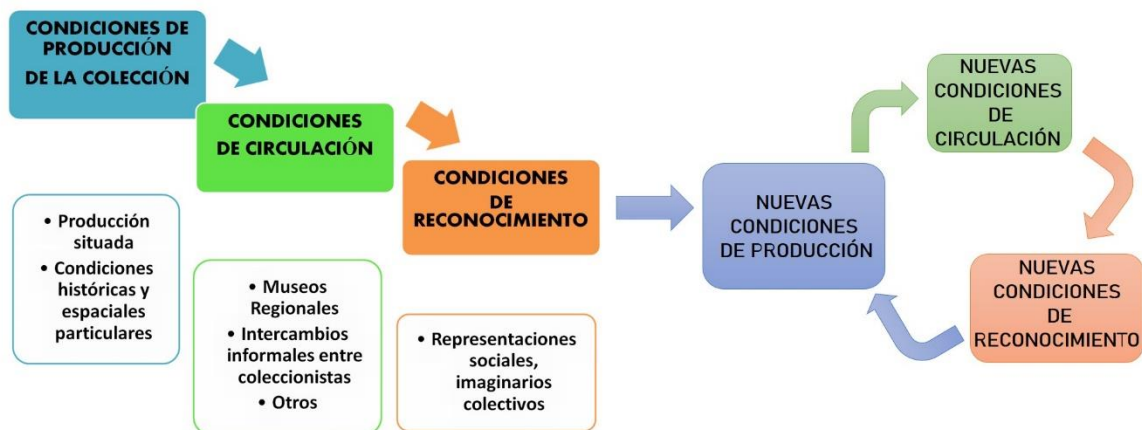 CONDICIONES DE
PRODUCCIÓN
DE LA COLECCIÓN
CONDICIONES
DE CIRCULACIÓN
CONDICIONES
DE
RECONOCIMIENTO
• Producción
situada
• Condiciones
históricas y
espaciales
particulares
• Museos
Regionales
• Intercambios
informales entre
coleccionistas
• Otros
• Representaciones
sociales,
imaginarios
colectivos
NUEVAS
CONDICIONES
DE PRODUCCIÓN
NUEVAS
CONDICIONES
DE
CIRCULACIÓN
NUEVAS
CONDICIONES
DE
RECONOCIMIENTO